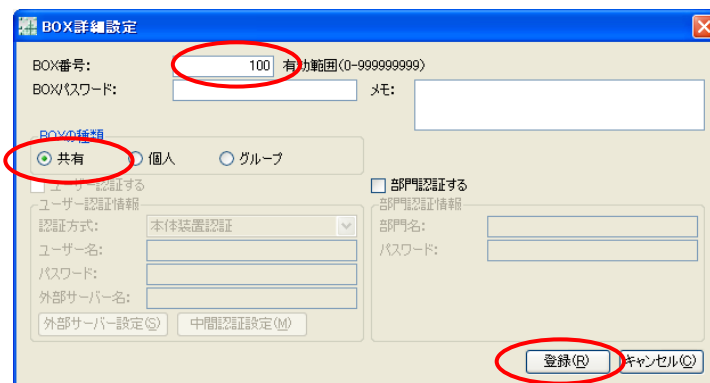 BOX詳細設定
BOX番号: 100 有効範囲(0-999999999)
BOXパスワード: メモ:
BOXの種類
共有 個人 グループ
ユーザー認証する 部門認証する
ユーザー認証情報 部門認証情報
認証方式: 本体装置認証 部門名:
ユーザー名: パスワード:
パスワード:
外部サーバー名:
外部サーバー設定(S) 中間認証設定(M)
登録(R) キャンセル(C)